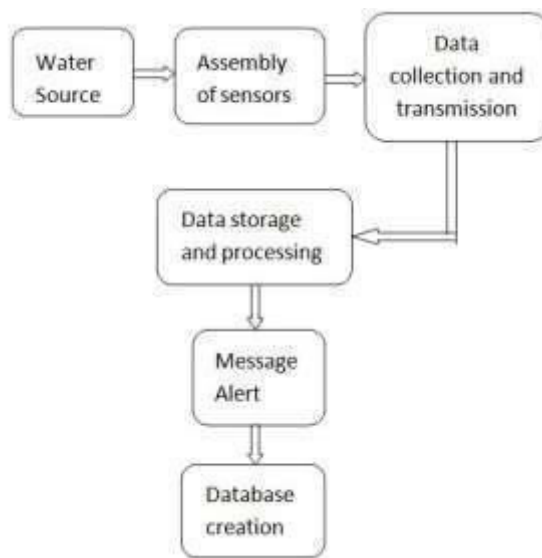 Water
Source
Assembly
of sensors
Data
collection and
transmission
Data storage
and processing
Message
Alert
Database
creation